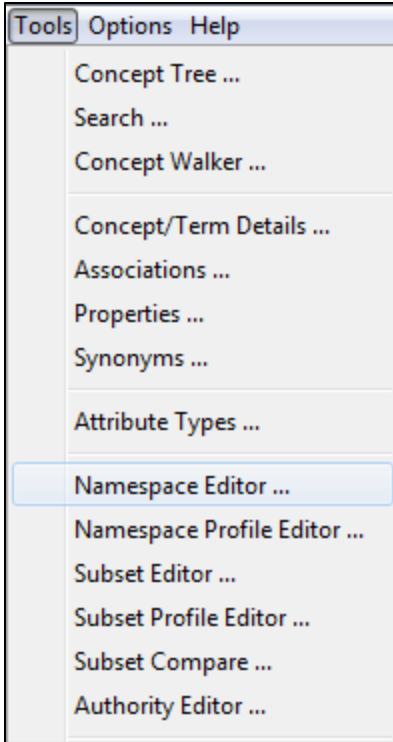 Tools Options Help
Concept Tree ...
Search ...
Concept Walker ...
Concept/Term Details ...
Associations ...
Properties ...
Synonyms ...
Attribute Types ...
Namespace Editor ...
Namespace Profile Editor ...
Subset Editor ...
Subset Profile Editor ...
Subset Compare ...
Authority Editor ...